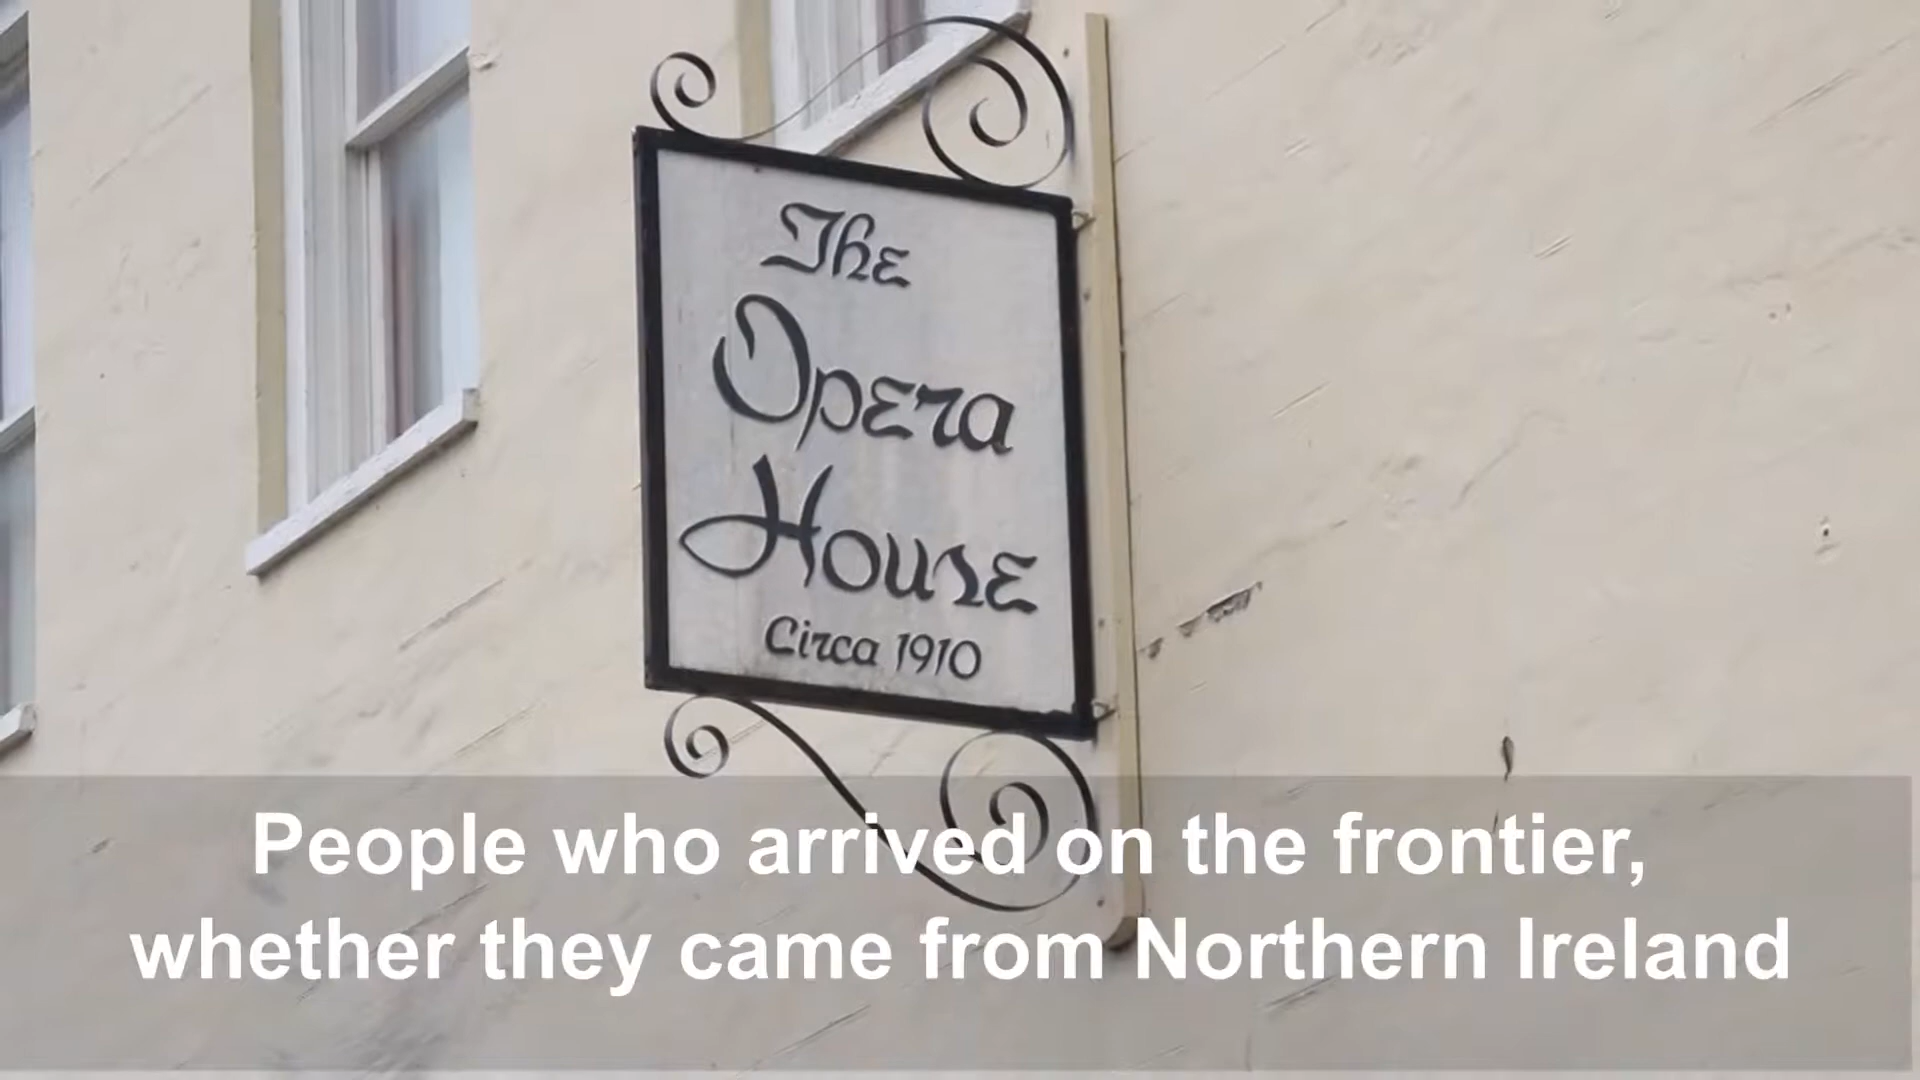 The
Opera
House
Circa 1910
People who arrived on the frontier,
whether they came from Northern Ireland